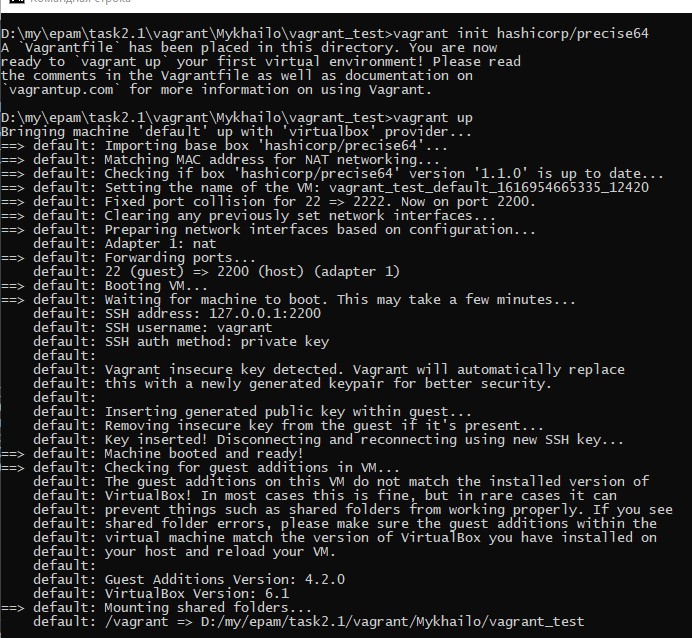 Командная строка
D:\my\epam\task2.1\vagrant\Mykhailo\vagrant_test>vagrant init hashicorp/precise64
A `Vagrantfile` has been placed in this directory. You are now
ready to `vagrant up` your first virtual environment! Please read
the comments in the Vagrantfile as well as documentation on
`vagrantup.com` for more information on using Vagrant.
D:\my\epam\task2.1\vagrant\Mykhailo\vagrant_test>vagrant up
Bringing machine 'default' up with 'virtualbox' provider...
==> default: Importing base box 'hashicorp/precise64'...
==> default: Matching MAC address for NAT networking...
==> default: Checking if box 'hashicorp/precise64' version '1.1.0' is up to date...
==> default: Setting the name of the VM: vagrant_test_default_1616954665335_12420
==> default: Fixed port collision for 22 => 2222. Now on port 2200.
==> default: Clearing any previously set network interfaces...
==> default: Preparing network interfaces based on configuration...
    default: Adapter 1: nat
==> default: Forwarding ports...
    default: 22 (guest) => 2200 (host) (adapter 1)
==> default: Booting VM...
==> default: Waiting for machine to boot. This may take a few minutes...
    default: SSH address: 127.0.0.1:2200
    default: SSH username: vagrant
    default: SSH auth method: private key
    default:
    default: Vagrant insecure key detected. Vagrant will automatically replace
    default: this with a newly generated keypair for better security.
    default:
    default: Inserting generated public key within guest...
    default: Removing insecure key from the guest if it's present...
    default: Key inserted! Disconnecting and reconnecting using new SSH key...
==> default: Machine booted and ready!
==> default: Checking for guest additions in VM...
    default: The guest additions on this VM do not match the installed version of
    default: VirtualBox! In most cases this is fine, but in rare cases it can
    default: prevent things such as shared folders from working properly. If you see
    default: shared folder errors, please make sure the guest additions within the
    default: virtual machine match the version of VirtualBox you have installed on
    default: your host and reload your VM.
    default:
    default: Guest Additions Version: 4.2.0
    default: VirtualBox Version: 6.1
==> default: Mounting shared folders...
    default: /vagrant => D:/my/epam/task2.1/vagrant/Mykhailo/vagrant_test